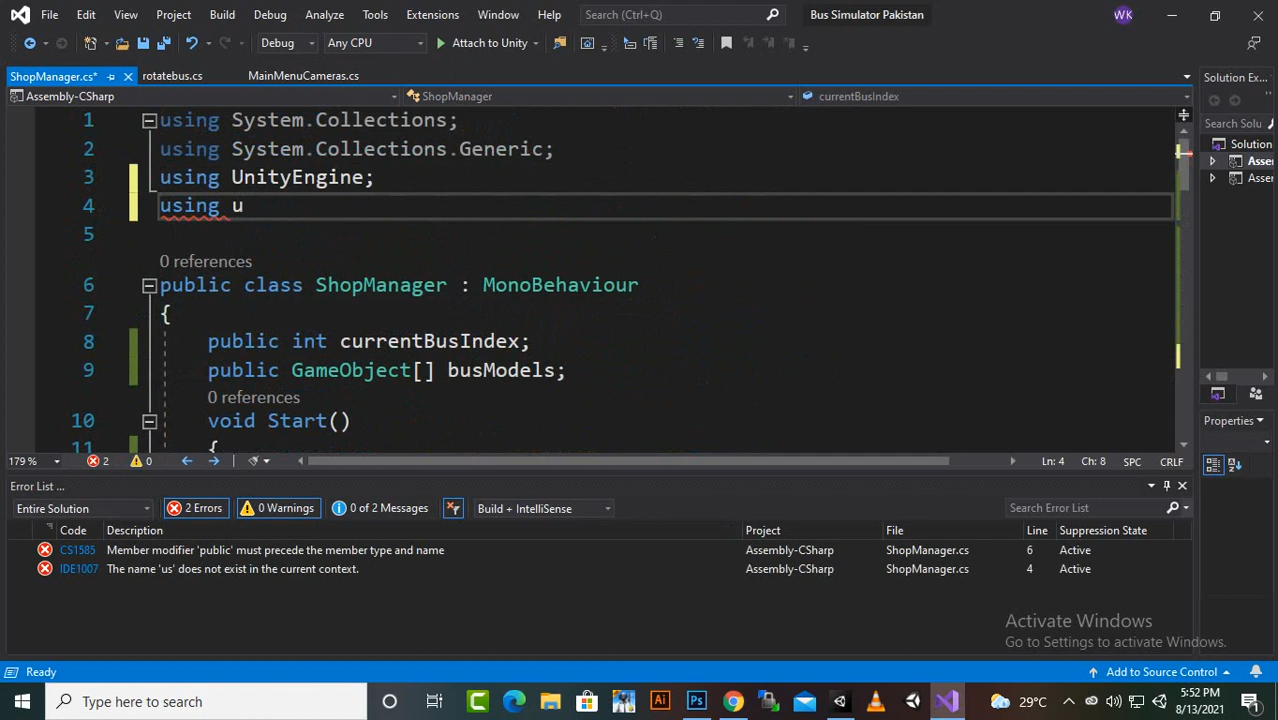 File Edit View Project Build Debug Analyze Tools Extensions Window Help Search (Ctrl+Q) Bus Simulator Pakistan WK
Debug Any CPU Attach to Unity
ShopManager.cs* rotatebus.cs MainMenuCameras.cs
Assembly-CSharp ShopManager currentBusIndex
Solution Ex...
Search Solu
Solution
Asse
Assen
1 using System.Collections;
2 using System.Collections.Generic;
3 using UnityEngine;
4 using u
5
0 references
6 public class ShopManager : MonoBehaviour
7 {
8 public int currentBusIndex;
9 public GameObject[] busModels;
0 references
10 void Start()
11 {
Properties
179 % 2 0 Ln: 4 Ch: 8 SPC CRLF
Error List ...
Entire Solution 2 Errors 0 Warnings 0 of 2 Messages Build + IntelliSense Search Error List
Code Description Project File Line Suppression State
CS1585 Member modifier 'public' must precede the member type and name Assembly-CSharp ShopManager.cs 6 Active
IDE1007 The name 'us' does not exist in the current context. Assembly-CSharp ShopManager.cs 4 Active
Activate Windows
Go to Settings to activate Windows.
Ready Add to Source Control
Type here to search Ai Ps 29°C 5:52 PM
8/13/2021